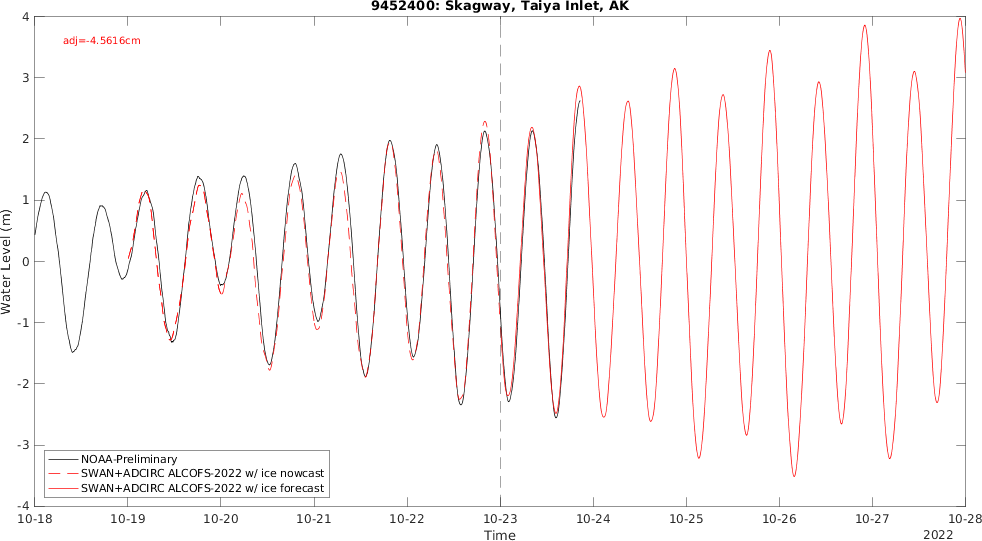 9452400: Skagway, Taiya Inlet, AK
adj=-4.5616cm
4
3
2
1
0
-1
-2
-3
-4
Water Level (m)
NOAA-Preliminary
SWAN+ADCIRC ALCOFS-2022 w/ ice nowcast
SWAN+ADCIRC ALCOFS-2022 w/ ice forecast
10-18 10-19 10-20 10-21 10-22 10-23 10-24 10-25 10-26 10-27 10-28
Time
2022